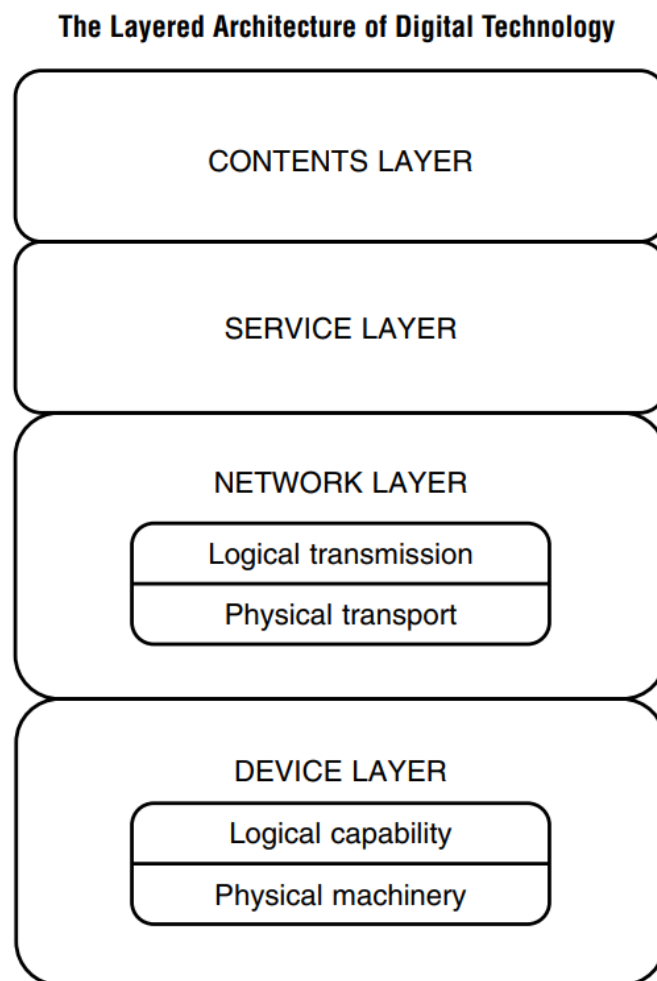 The Layered Architecture of Digital Technology
CONTENTS LAYER
SERVICE LAYER
NETWORK LAYER
Logical transmission
Physical transport
DEVICE LAYER
Logical capability
Physical machinery